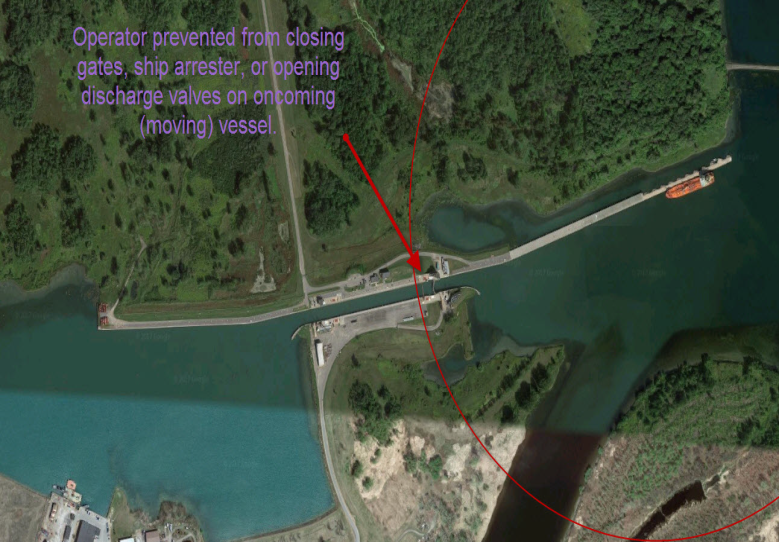 Operator prevented from closing
gates, ship arrester, or opening
discharge valves on oncoming
(moving) vessel.